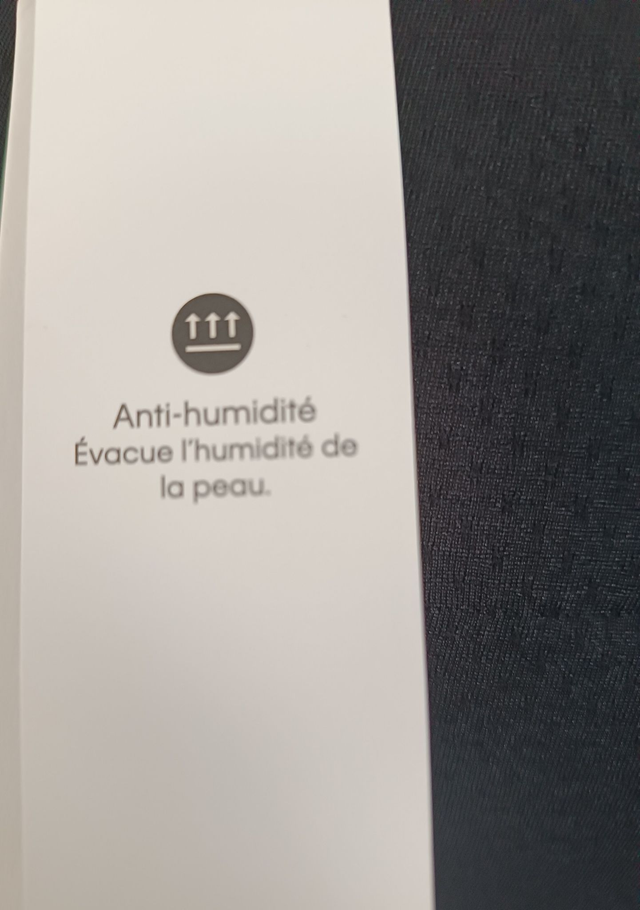 Anti-humidité
Évacue l'humidité de
la peau.